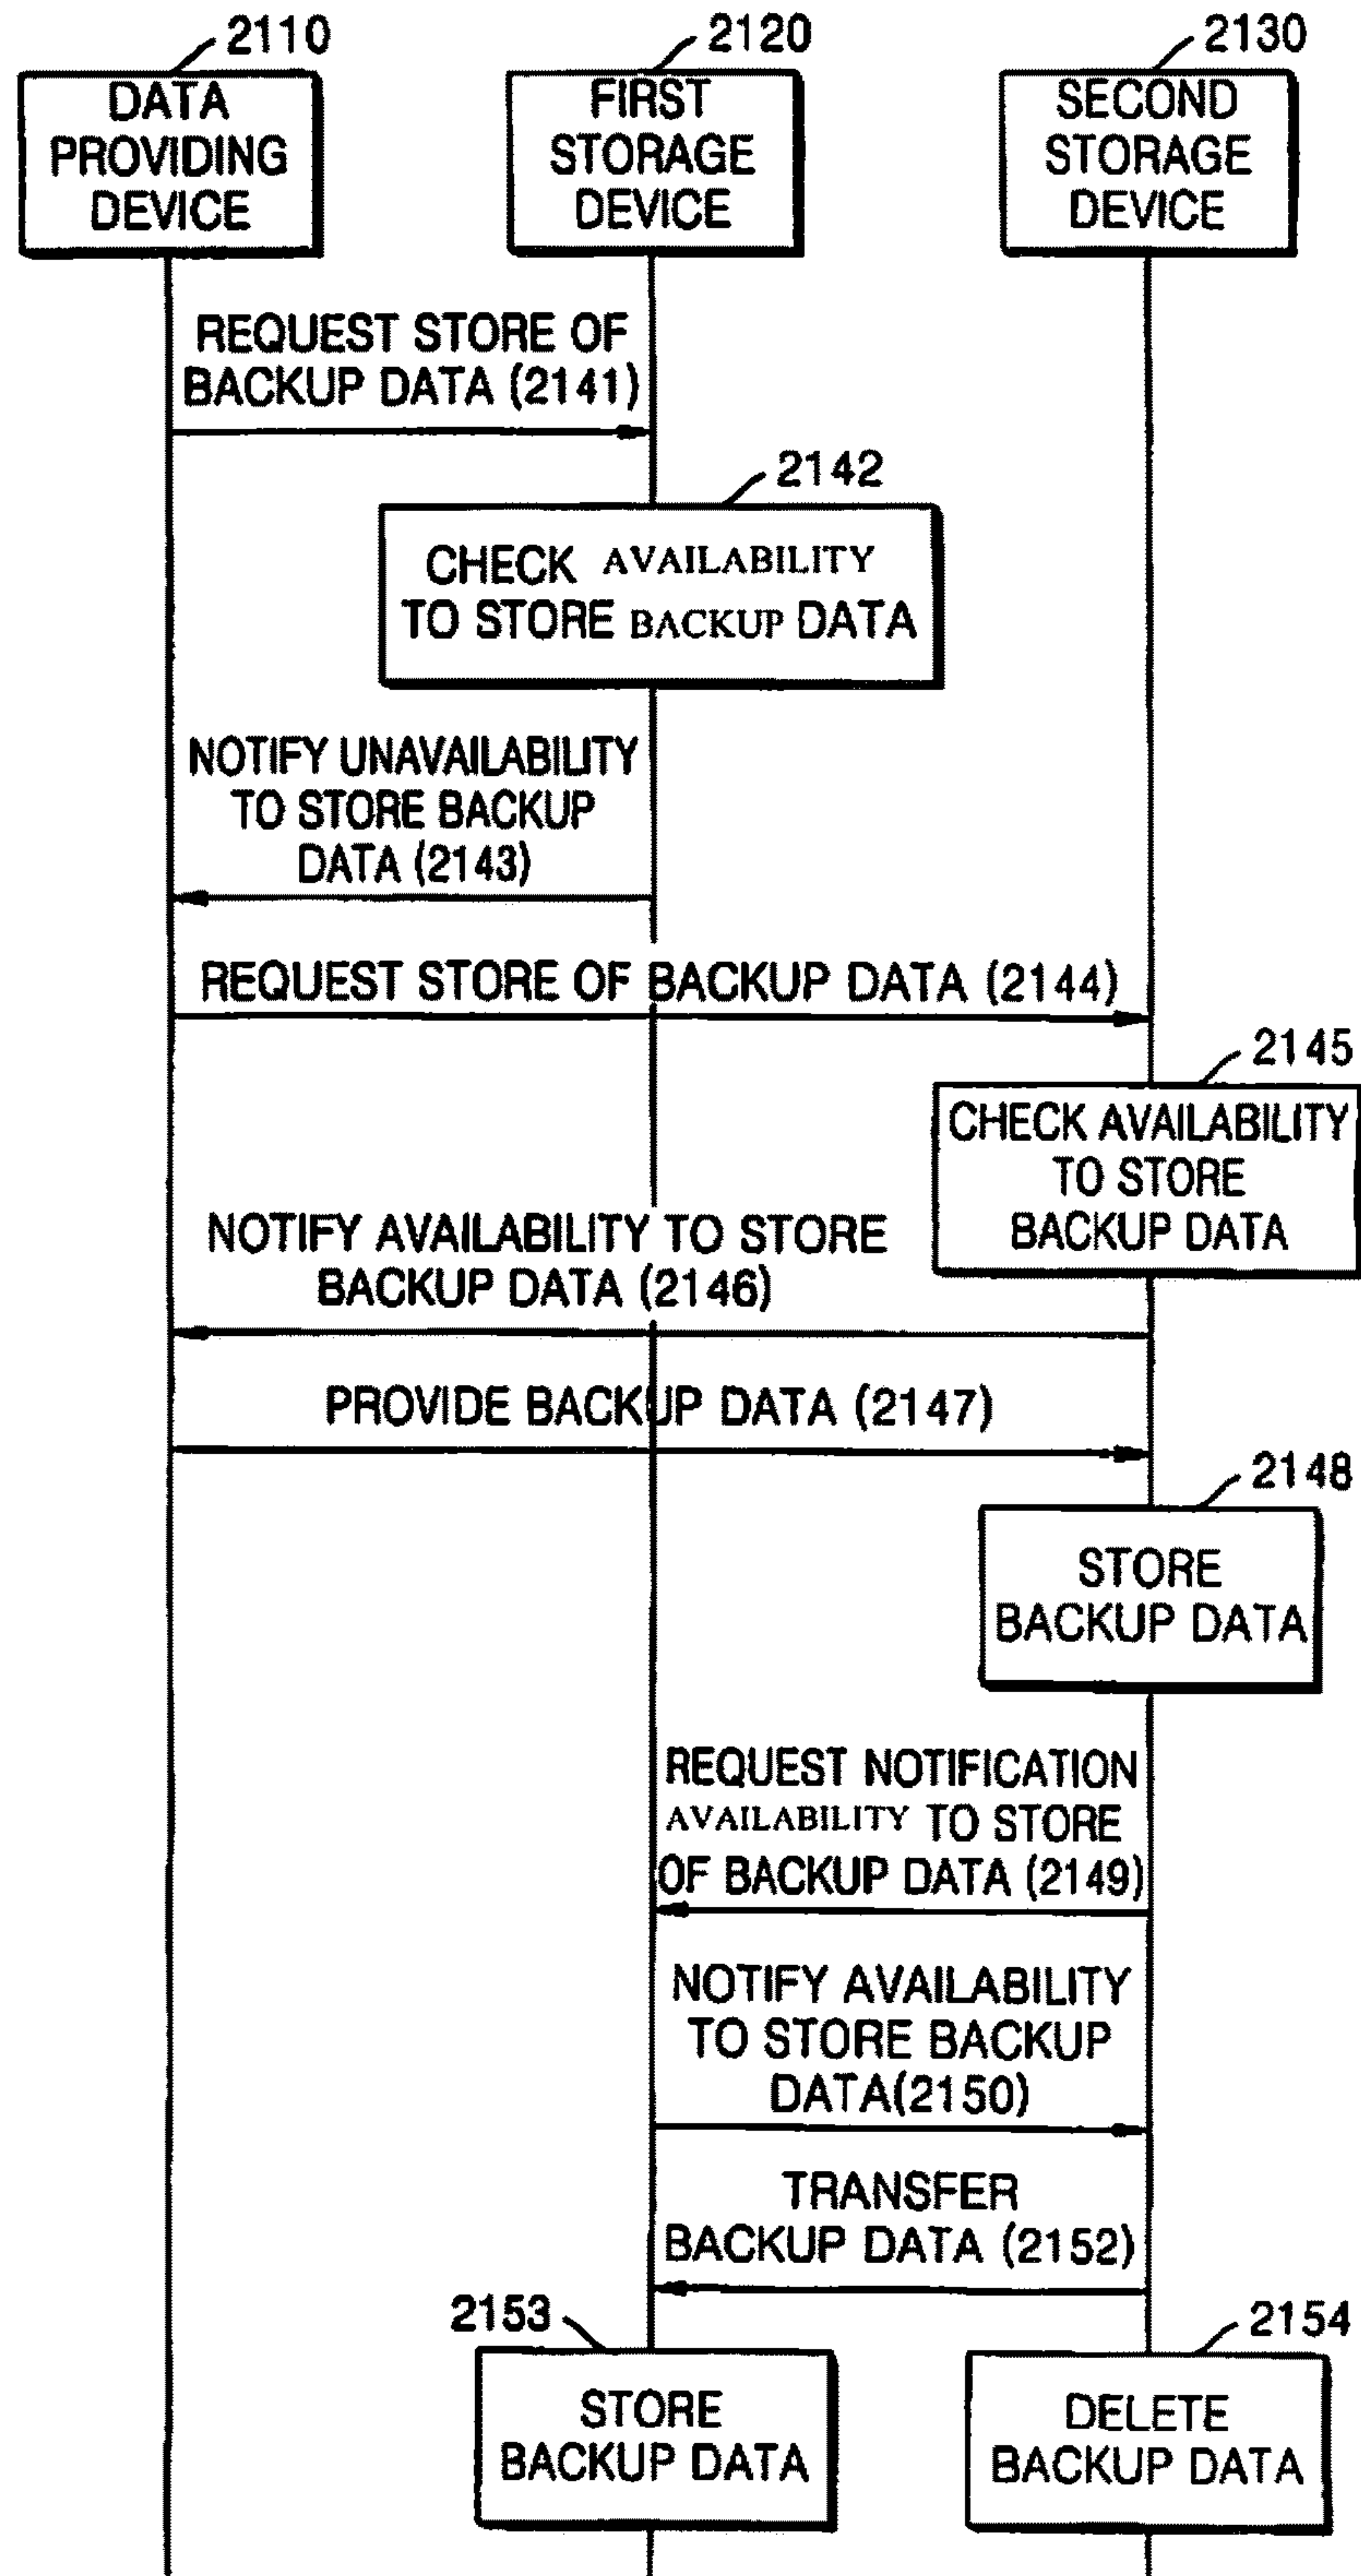 2110
2120
2130
DATA
PROVIDING
DEVICE
FIRST
STORAGE
DEVICE
SECOND
STORAGE
DEVICE
REQUEST STORE OF
BACKUP DATA (2141)
2142
CHECK AVAILABILITY
TO STORE BACKUP DATA
NOTIFY UNAVAILABILITY
TO STORE BACKUP
DATA (2143)
REQUEST STORE OF BACKUP DATA (2144)
2145
CHECK AVAILABILITY
TO STORE
BACKUP DATA
NOTIFY AVAILABILITY TO STORE
BACKUP DATA (2146)
PROVIDE BACKUP DATA (2147)
2148
STORE
BACKUP DATA
REQUEST NOTIFICATION
AVAILABILITY TO STORE
OF BACKUP DATA (2149)
NOTIFY AVAILABILITY
TO STORE BACKUP
DATA(2150)
TRANSFER
BACKUP DATA (2152)
2153
STORE
BACKUP DATA
2154
DELETE
BACKUP DATA